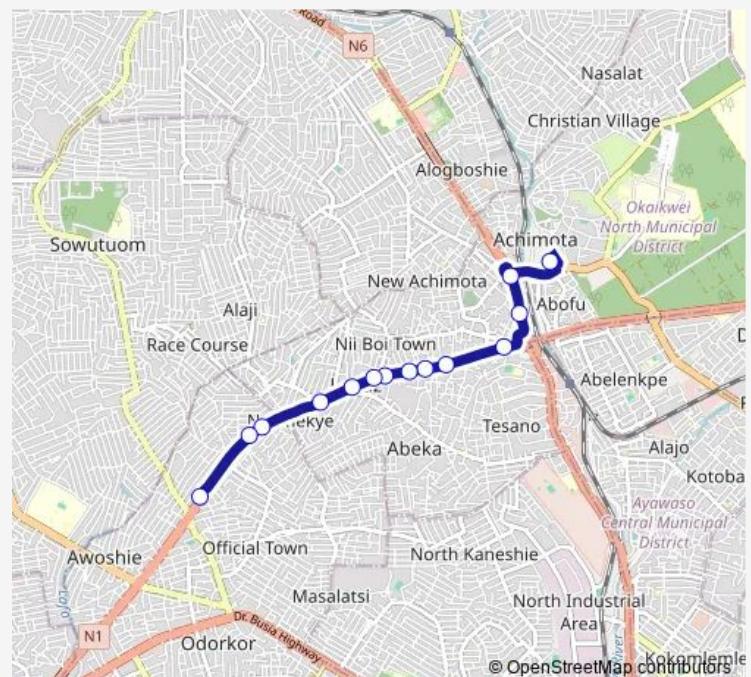 Road
N6
Nasalat
Christian Village
Alogboshie
Okaikwei
North Municipal
District
Sowutuom
Achimota
New Achimota
Abofu
Alaji
Race Course
Nii Boi Town
Abelenkpe
Tesano
Abeka
Alajo
Kotoba
Ayawaso
Central Municipal
District
Official Town
North Kaneshie
Awoshie
Masalatsi
North Industrial
Area
N1
Dr. Busia Highway
Odorkor
Kokomlemle
© OpenStreetMap contributors